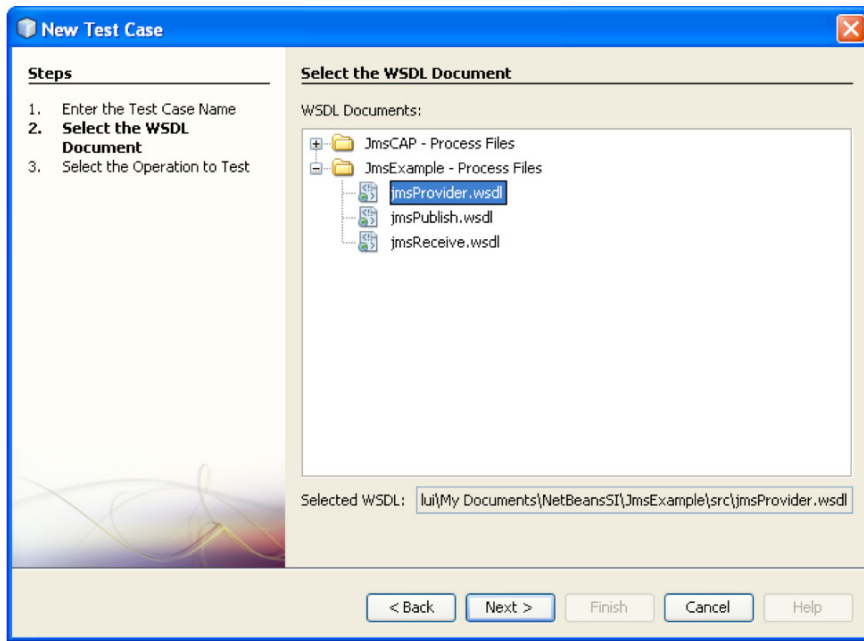 New Test Case
Steps
1. Enter the Test Case Name
2. Select the WSDL
Document
3. Select the Operation to Test
Select the WSDL Document
WSDL Documents:
JmsCAP - Process Files
JmsExample - Process Files
jmsProvider.wsdl
jmsPublish.wsdl
jmsReceive.wsdl
Selected WSDL: lui\My Documents\NetBeansSI\JmsExample\src\jmsProvider.wsdl
< Back Next > Finish Cancel Help